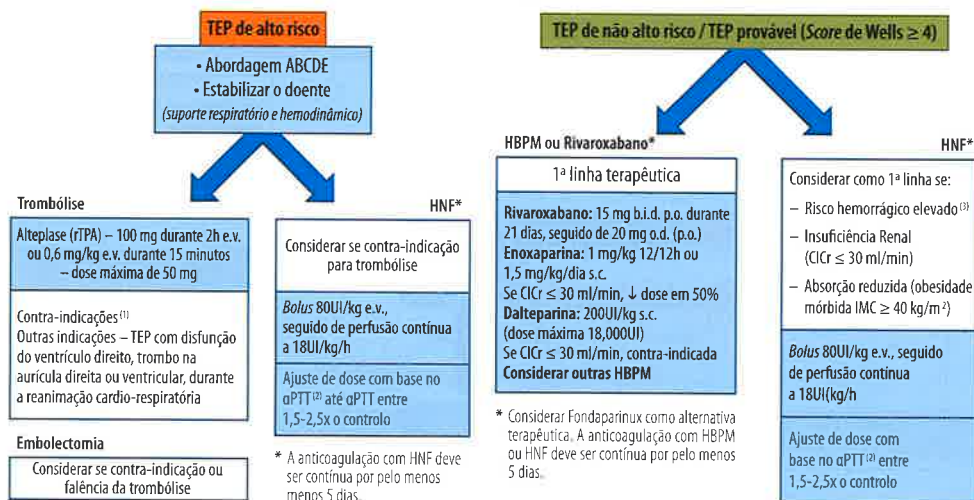 TEP de alto risco
• Abordagem ABCDE
• Estabilizar o doente
(suporte respiratório e hemodinâmico)
Trombólise
Alteplase (rTPA) – 100 mg durante 2h e.v.
ou 0,6 mg/kg e.v. durante 15 minutos
– dose máxima de 50 mg
Contra-indicações (1)
Outras indicações – TEP com disfunção
do ventrículo direito, trombo na
aurícula direita ou ventricular, durante
a reanimação cardio-respiratória
Embolectomia
Considerar se contra-indicação ou
falência da trombólise
HNF*
Considerar se contra-indicação
para trombólise
Bolus 80UI/kg e.v.,
seguido de perfusão contínua
a 18UI/kg/h
Ajuste de dose com base no
aPTT (2) até aPTT entre
1,5-2,5x o controlo
* A anticoagulação com HNF deve
ser contínua por pelo menos
menos 5 dias.
TEP de não alto risco / TEP provável (Score de Wells ≥ 4)
HBPM ou Rivaroxabano*
1ª linha terapêutica
Rivaroxabano: 15 mg b.i.d. p.o. durante
21 dias, seguido de 20 mg o.d. (p.o.)
Enoxaparina: 1 mg/kg 12/12h ou
1,5 mg/kg/dia s.c.
Se ClCr ≤ 30 ml/min, ↓ dose em 50%
Dalteparina: 200UI/kg s.c.
(dose máxima 18,000UI)
Se ClCr ≤ 30 ml/min, contra-indicada
Considerar outras HBPM
* Considerar Fondaparinux como alternativa
terapêutica. A anticoagulação com HBPM
ou HNF deve ser contínua por pelo menos
5 dias.
HNF*
Considerar como 1ª linha se:
– Risco hemorrágico elevado (3)
– Insuficiência Renal
(ClCr ≤ 30 ml/min)
– Absorção reduzida (obesidade
mórbida IMC ≥ 40 kg/m²)
Bolus 80UI/kg e.v., seguido
de perfusão contínua
a 18UI(kg/h
Ajuste de dose com
base no aPTT (2) entre
1,5-2,5x o controlo